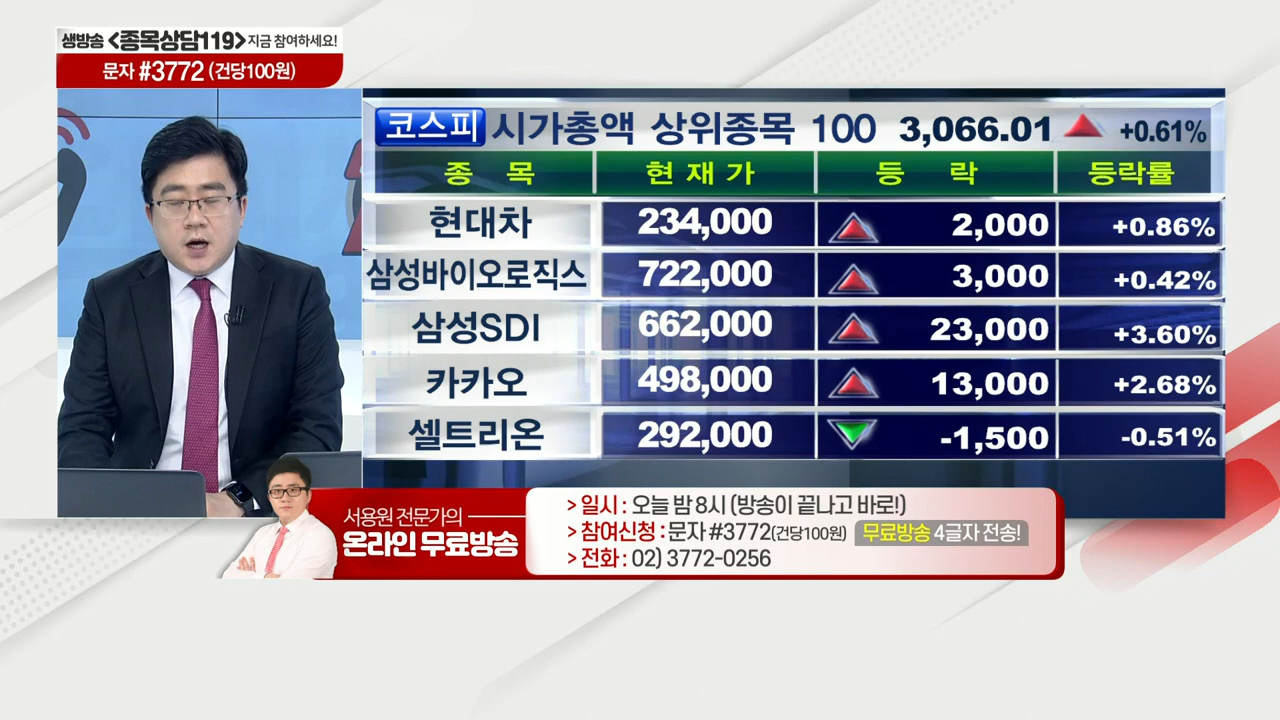 생방송 <종목상담119> 지금 참여하세요!
문자 #3772 (건당100원)
코스피 시가총액 상위종목 100 3,066.01 +0.61%
종 목 현 재 가 등 락 등락률
현대차 234,000 2,000 +0.86%
삼성바이오로직스 722,000 3,000 +0.42%
삼성SDI 662,000 23,000 +3.60%
카카오 498,000 13,000 +2.68%
셀트리온 292,000 -1,500 -0.51%
서용원 전문가의
온라인 무료방송
> 일시 : 오늘 밤 8시 (방송이 끝나고 바로!)
> 참여신청 : 문자 #3772(건당100원) 무료방송 4글자 전송!
> 전화 : 02) 3772-0256